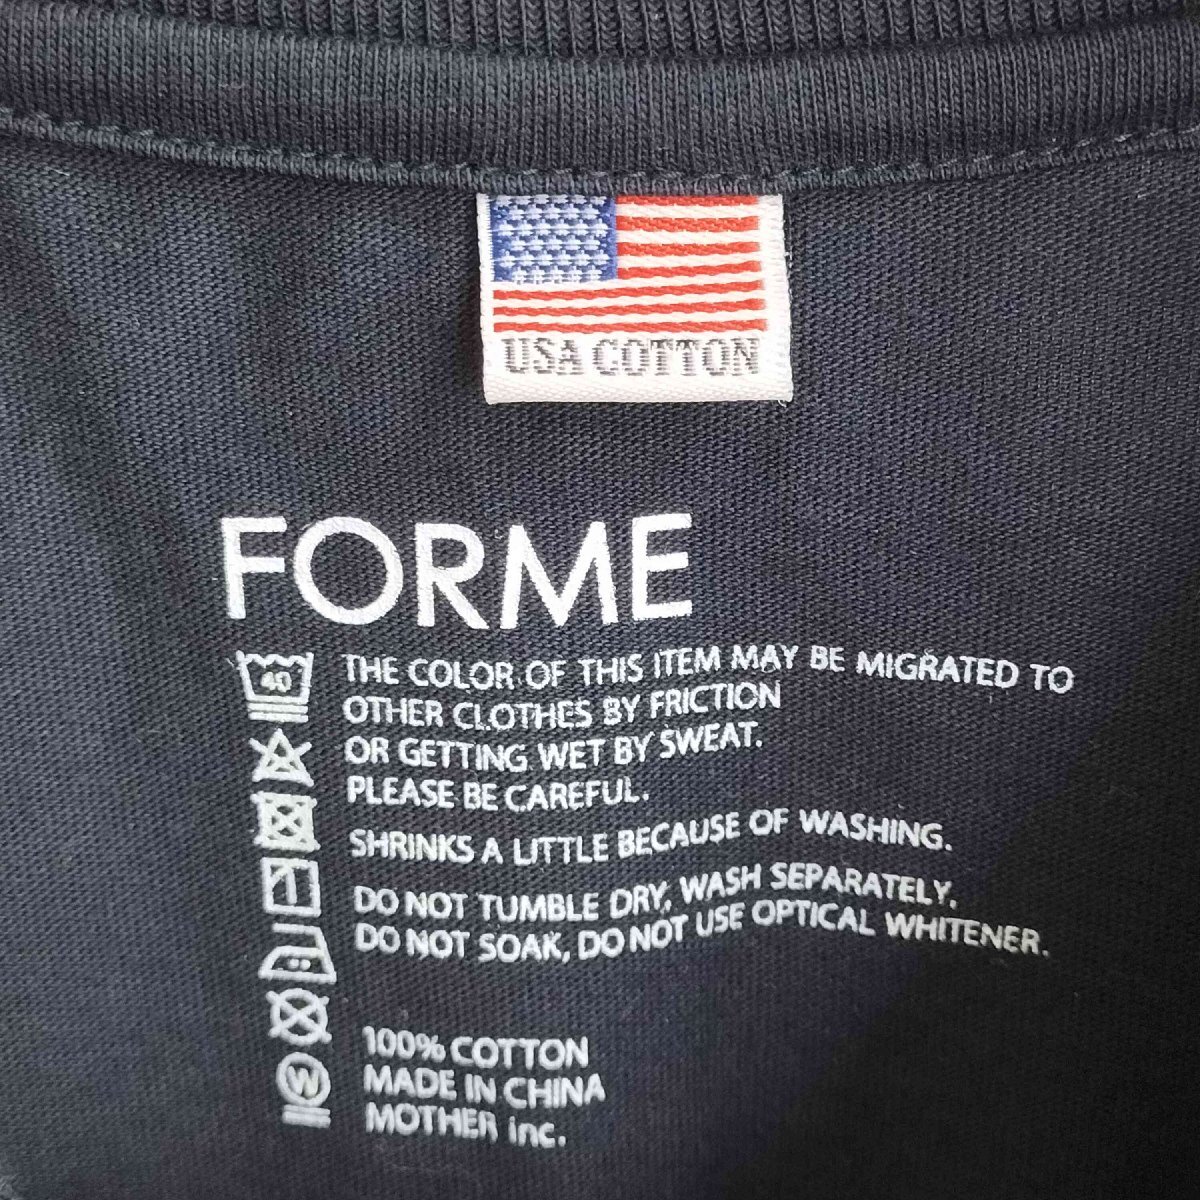 USA COTTON
FORME
40
THE COLOR OF THIS ITEM MAY BE MIGRATED TO
OTHER CLOTHES BY FRICTION
OR GETTING WET BY SWEAT.
PLEASE BE CAREFUL.
SHRINKS A LITTLE BECAUSE OF WASHING.
DO NOT TUMBLE DRY, WASH SEPARATELY,
DO NOT SOAK, DO NOT USE OPTICAL WHITENER.
W
100% COTTON
MADE IN CHINA
MOTHER inc.